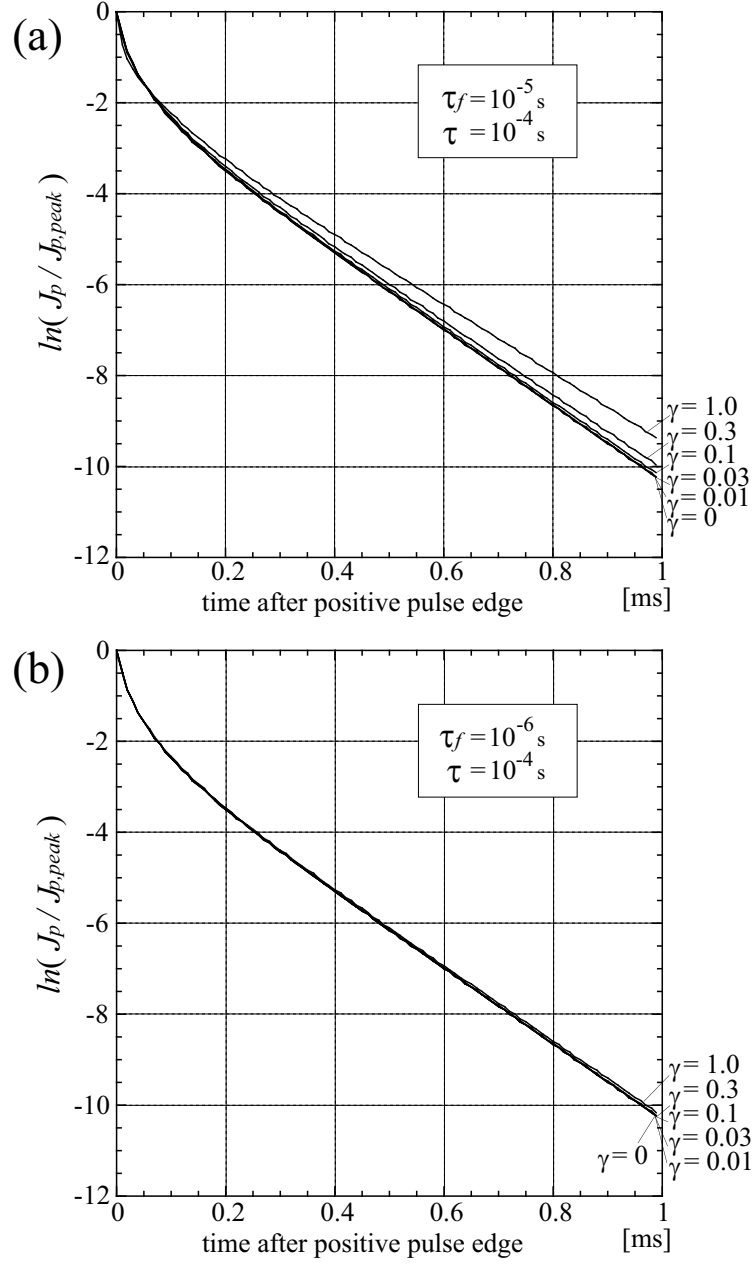 (a)
0
-2
-4
-6
-8
-10
-12
ln( Jp / Jp,peak)
τf = 10-5 s
τ = 10-4 s
γ = 1.0
γ = 0.3
γ = 0.1
γ = 0.03
γ = 0.01
γ = 0
0 0.2 0.4 0.6 0.8 1
time after positive pulse edge [ms]
(b)
0
-2
-4
-6
-8
-10
-12
ln( Jp / Jp,peak)
τf = 10-6 s
τ = 10-4 s
γ = 1.0
γ = 0.3
γ = 0.1
γ = 0.03
γ = 0.01
γ = 0
0 0.2 0.4 0.6 0.8 1
time after positive pulse edge [ms]